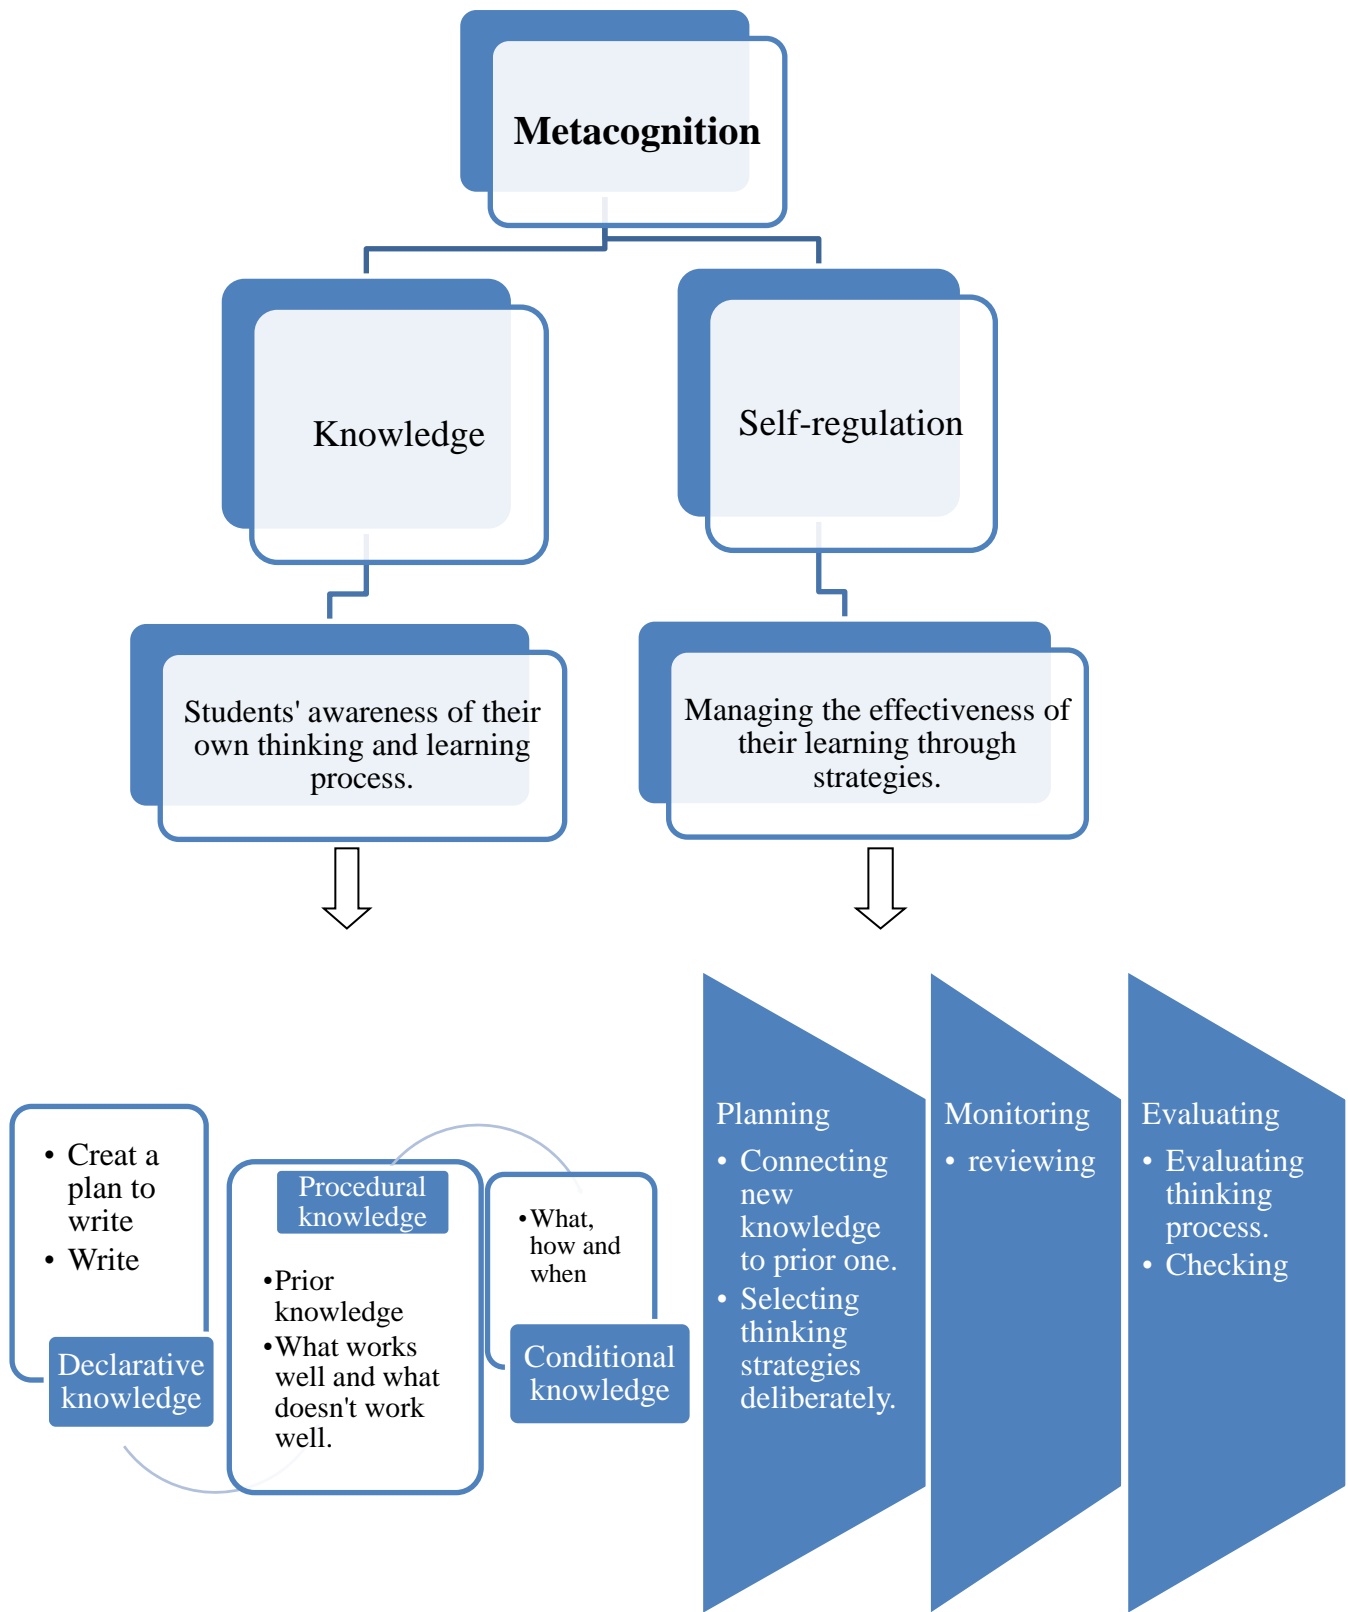 Metacognition
Knowledge
Self-regulation
Students' awareness of their
own thinking and learning
process.
Managing the effectiveness of
their learning through
strategies.
• Creat a
plan to
write
• Write
Declarative
knowledge
Procedural
knowledge
•Prior
knowledge
•What works
well and what
doesn't work
well.
•What,
how and
when
Conditional
knowledge
Planning
• Connecting
new
knowledge
to prior one.
• Selecting
thinking
strategies
deliberately.
Monitoring
• reviewing
Evaluating
• Evaluating
thinking
process.
• Checking